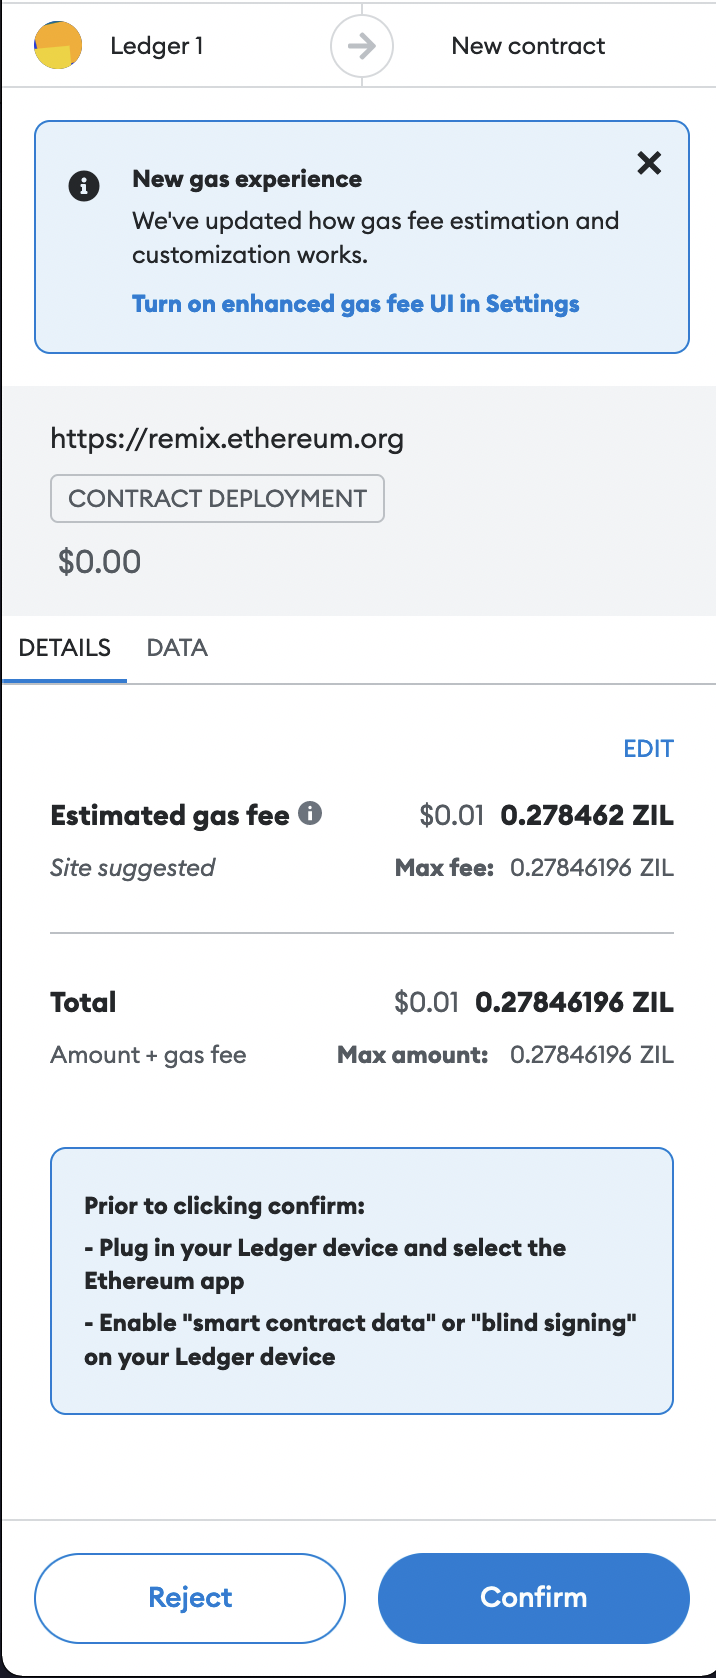 Ledger 1
New contract
New gas experience
We've updated how gas fee estimation and
customization works.
Turn on enhanced gas fee UI in Settings
https://remix.ethereum.org
CONTRACT DEPLOYMENT
$0.00
DETAILS DATA
EDIT
Estimated gas fee $0.01 0.278462 ZIL
Site suggested Max fee: 0.27846196 ZIL
Total $0.01 0.27846196 ZIL
Amount + gas fee Max amount: 0.27846196 ZIL
Prior to clicking confirm:
- Plug in your Ledger device and select the
Ethereum app
- Enable "smart contract data" or "blind signing"
on your Ledger device
Reject Confirm